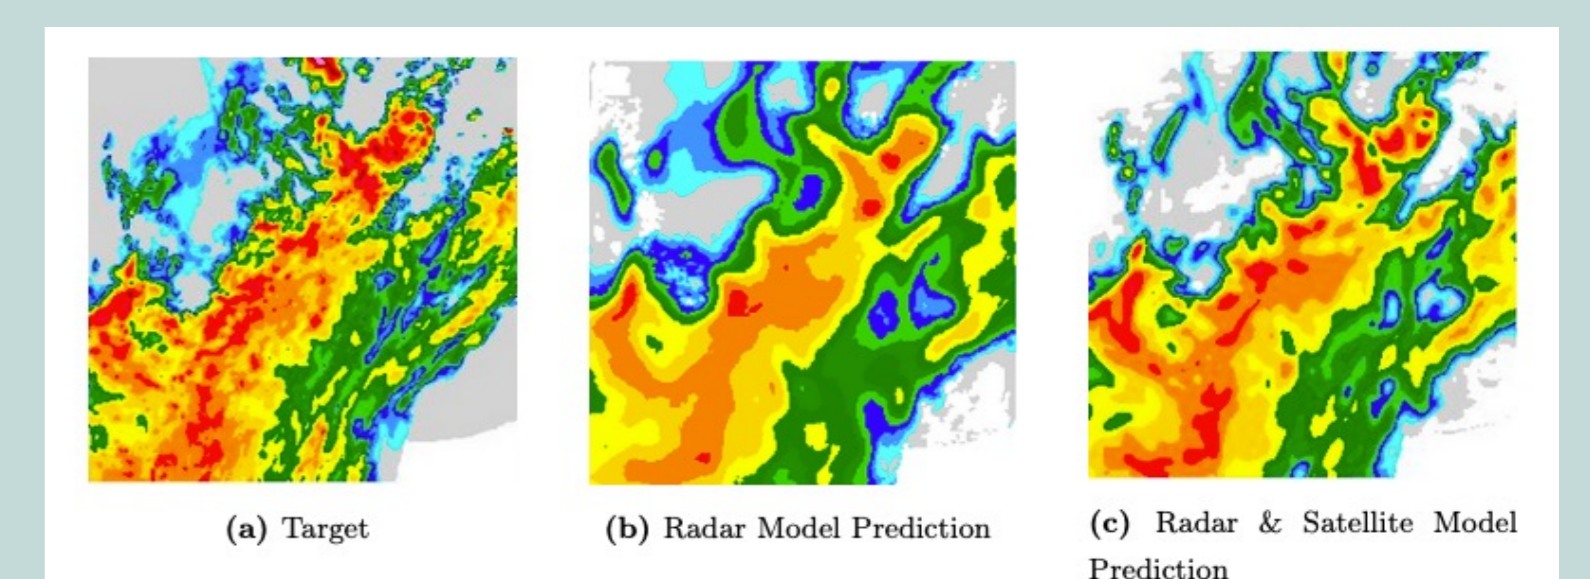 (a) Target
(b) Radar Model Prediction
(c) Radar & Satellite Model
Prediction